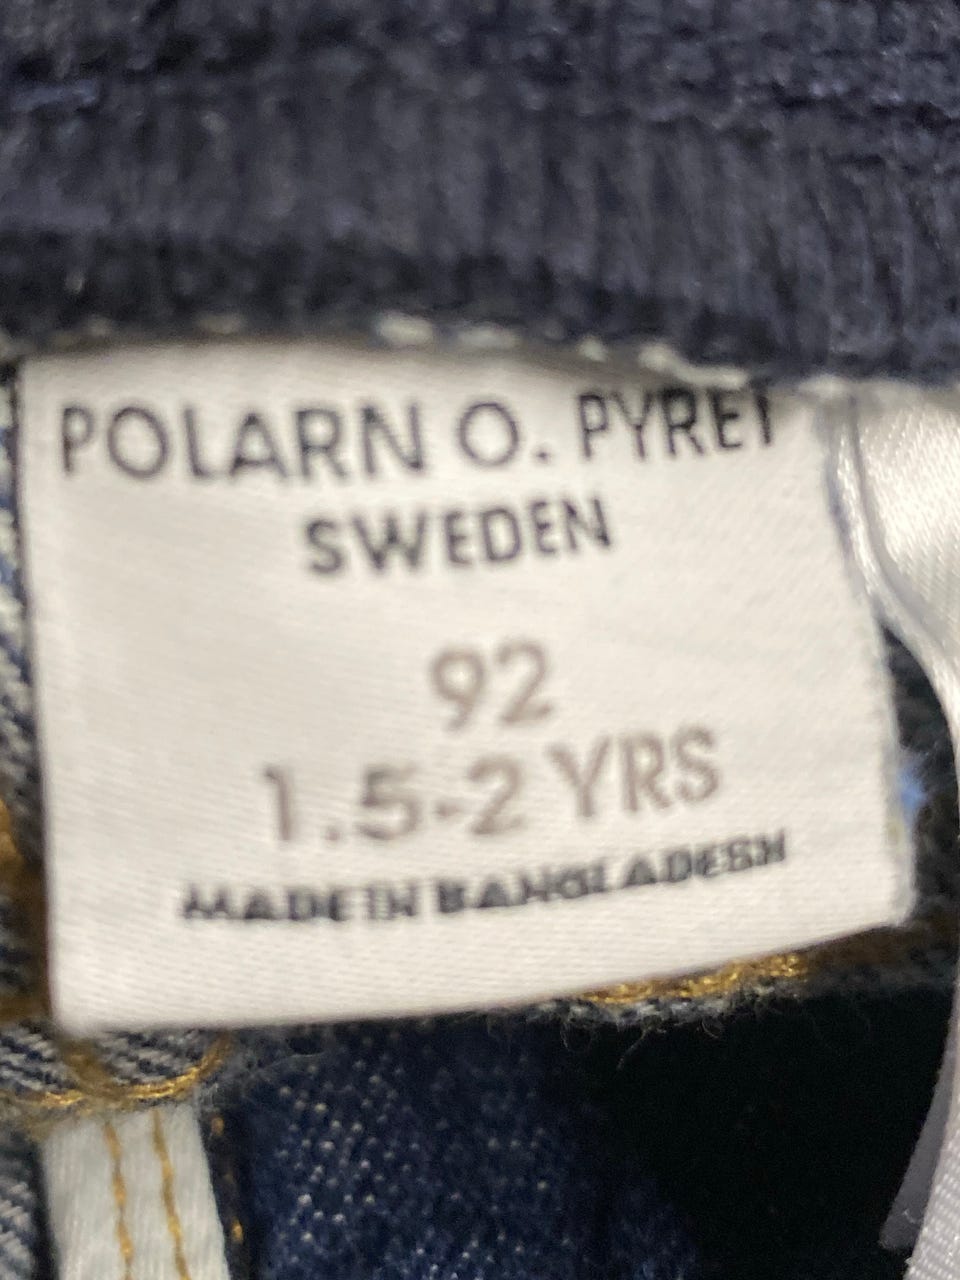 POLARN O. PYRET
SWEDEN
92
1.5-2 YRS
MADE IN BANGLADESH